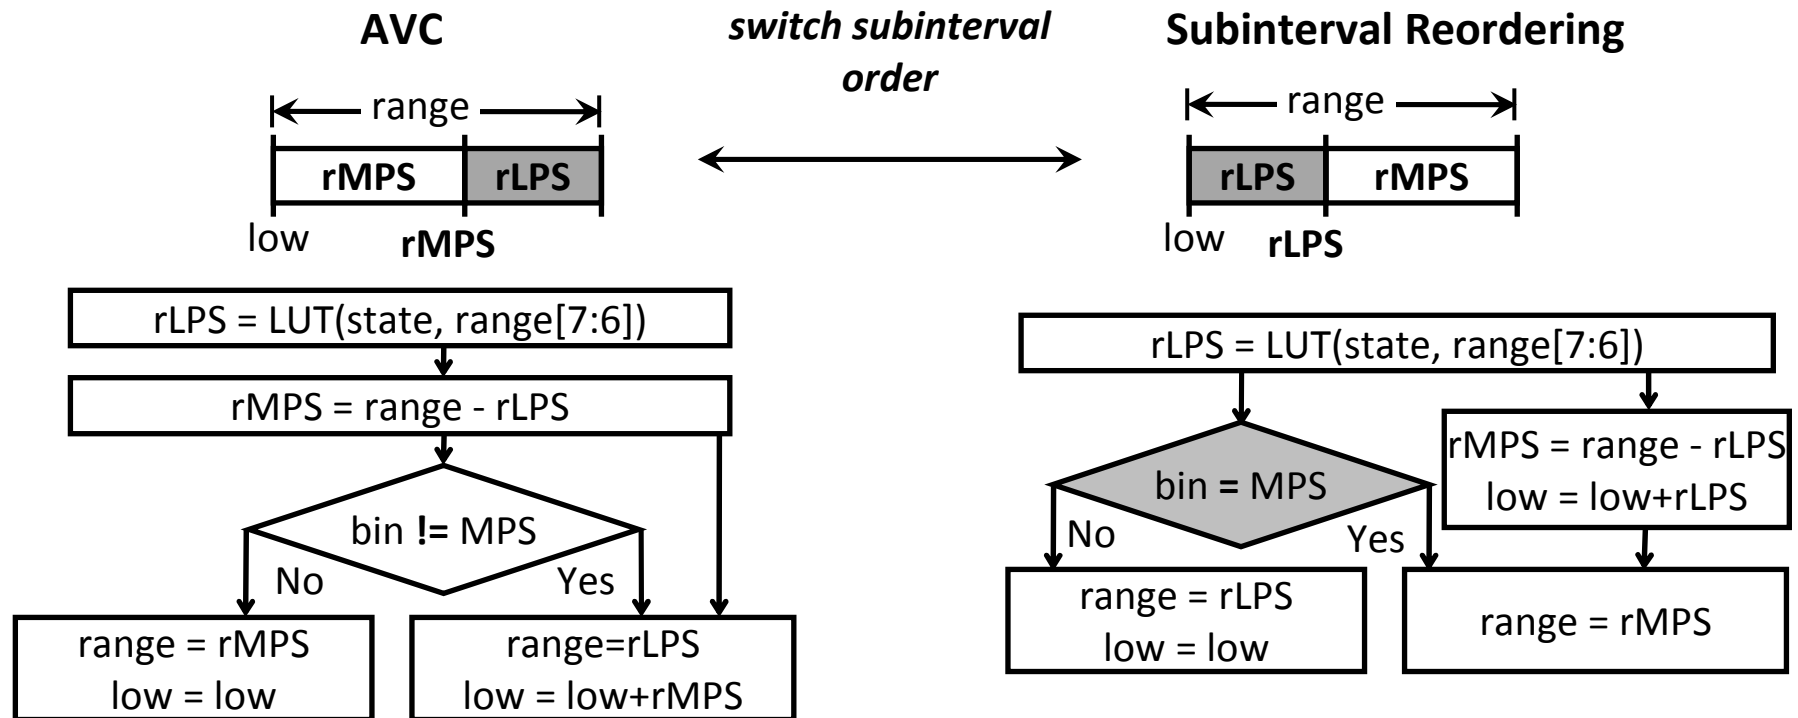 AVC
switch subinterval
order
Subinterval Reordering
range
rMPS rLPS
low rMPS
range
rLPS rMPS
low rLPS
rLPS = LUT(state, range[7:6])
rMPS = range - rLPS
bin != MPS
No
Yes
range = rMPS
low = low
range=rLPS
low = low+rMPS
rLPS = LUT(state, range[7:6])
bin = MPS
No
Yes
rMPS = range - rLPS
low = low+rLPS
range = rLPS
low = low
range = rMPS